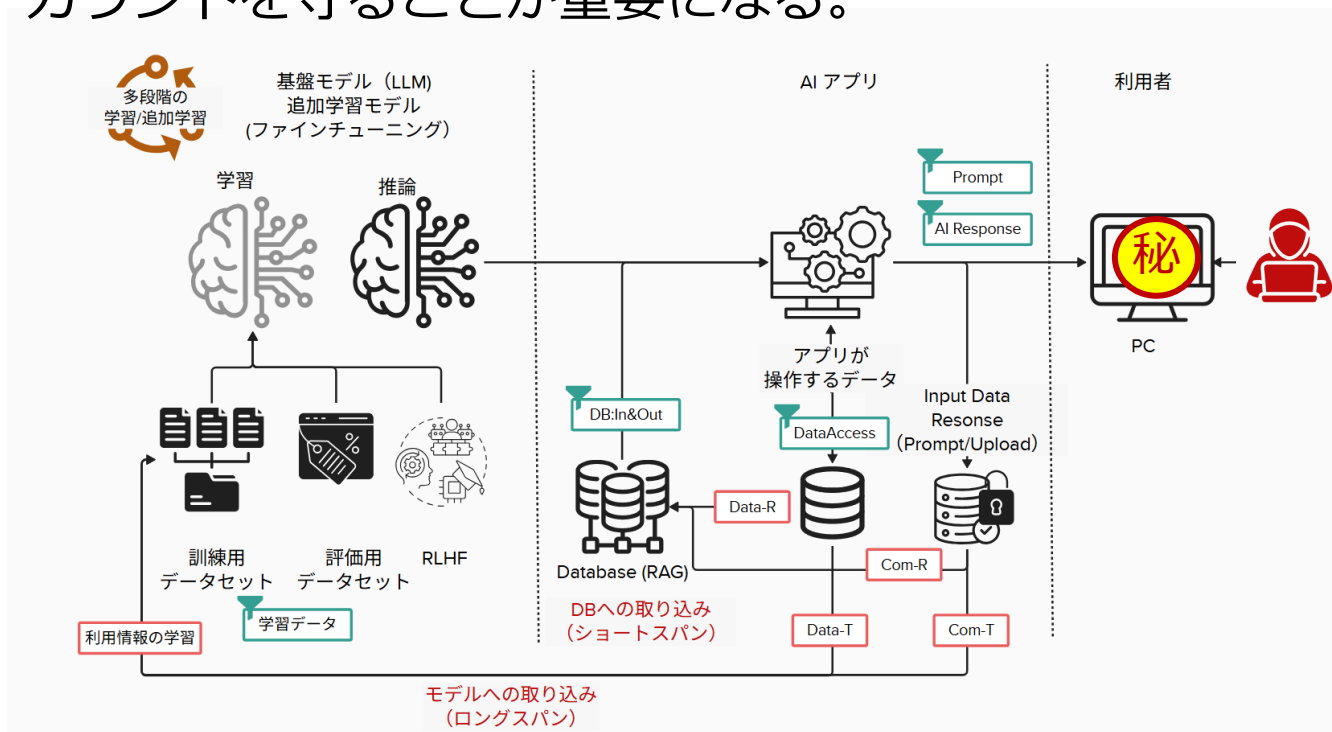 カウントを守ることが重要になる。
多段階の
学習/追加学習
基盤モデル（LLM)
追加学習モデル
(ファインチューニング）
AI アプリ
利用者
学習
推論
Prompt
AI Response
秘
PC
アプリが
操作するデータ
Input Data
Resonse
（Prompt/Upload）
DB:In&Out
DataAccess
Data-R
Com-R
訓練用
データセット
評価用
データセット
RLHF
Database (RAG)
DBへの取り込み
（ショートスパン）
学習データ
利用情報の学習
Data-T
Com-T
モデルへの取り込み
（ロングスパン）